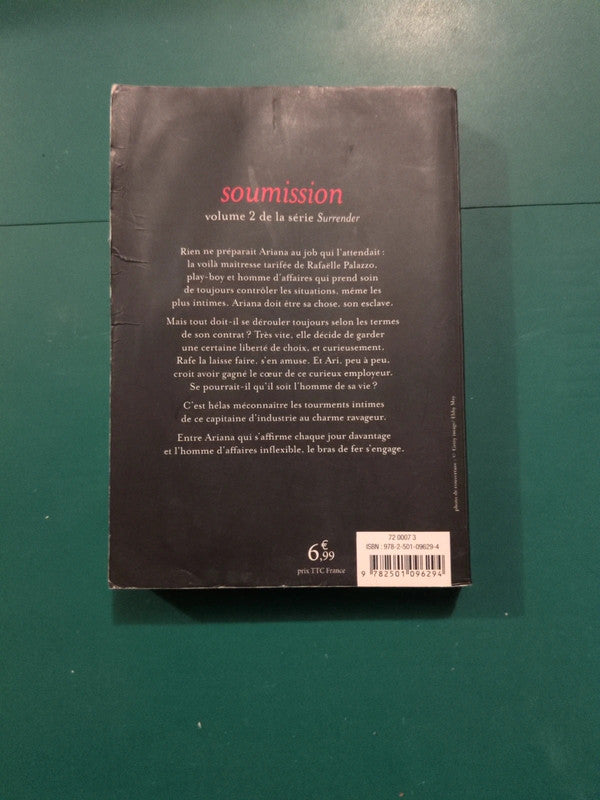 soumission
volume 2 de la série Surrender
Rien ne préparait Ariana au job qui l'attendait :
la voilà maîtresse tarifée de Rafaëlle Palazzo,
play-boy et homme d'affaires qui prend soin
de toujours contrôler les situations, même les
plus intimes. Ariana doit être sa chose, son esclave.
Mais tout doit-il se dérouler toujours selon les termes
de son contrat ? Très vite, elle décide de garder
une certaine liberté de choix, et curieusement,
Rafe la laisse faire, s'en amuse. Et Ari, peu à peu,
croit avoir gagné le cœur de ce curieux employeur.
Se pourrait-il qu'il soit l'homme de sa vie ?
C'est hélas méconnaître les tourments intimes
de ce capitaine d'industrie au charme ravageur.
Entre Ariana qui s'affirme chaque jour davantage
et l'homme d'affaires inflexible, le bras de fer s'engage.
photo de couverture : © Getty image/ Elsby May
6,€99
prix TTC France
72 0007 3
ISBN : 978-2-501-09629-4
9 782501 096294